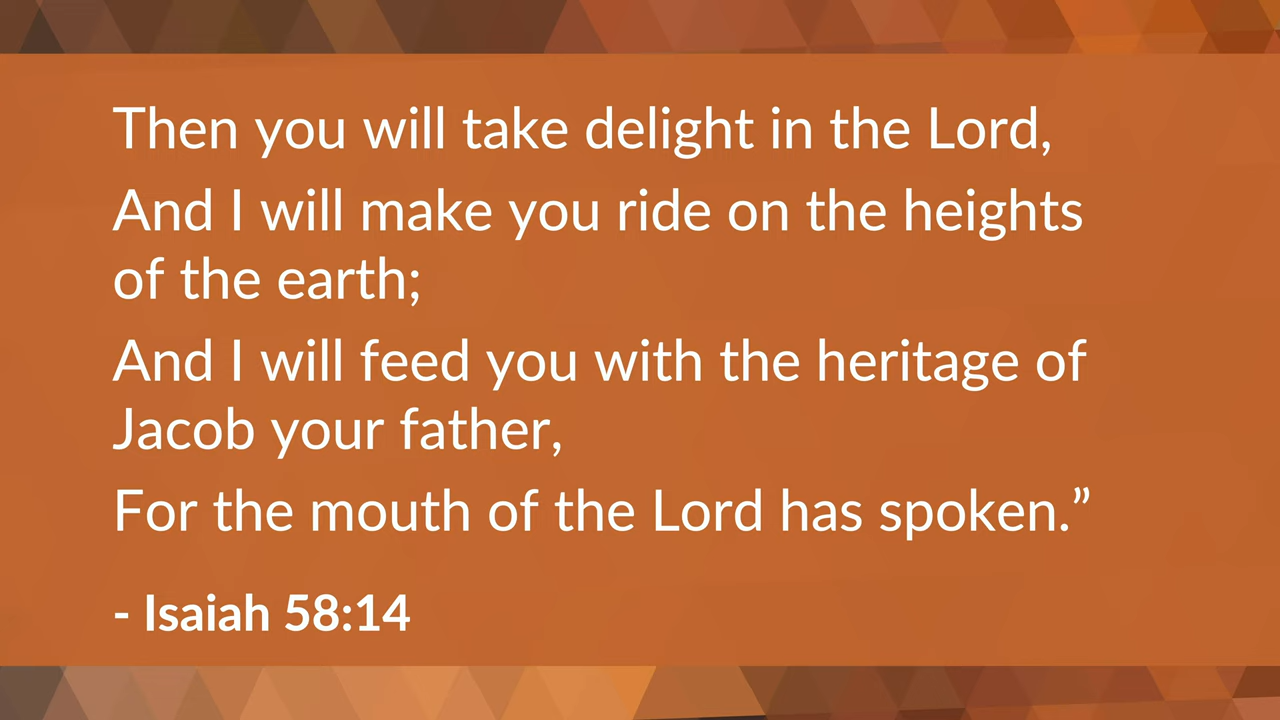 Then you will take delight in the Lord,
And I will make you ride on the heights
of the earth;
And I will feed you with the heritage of
Jacob your father,
For the mouth of the Lord has spoken.”
- Isaiah 58:14